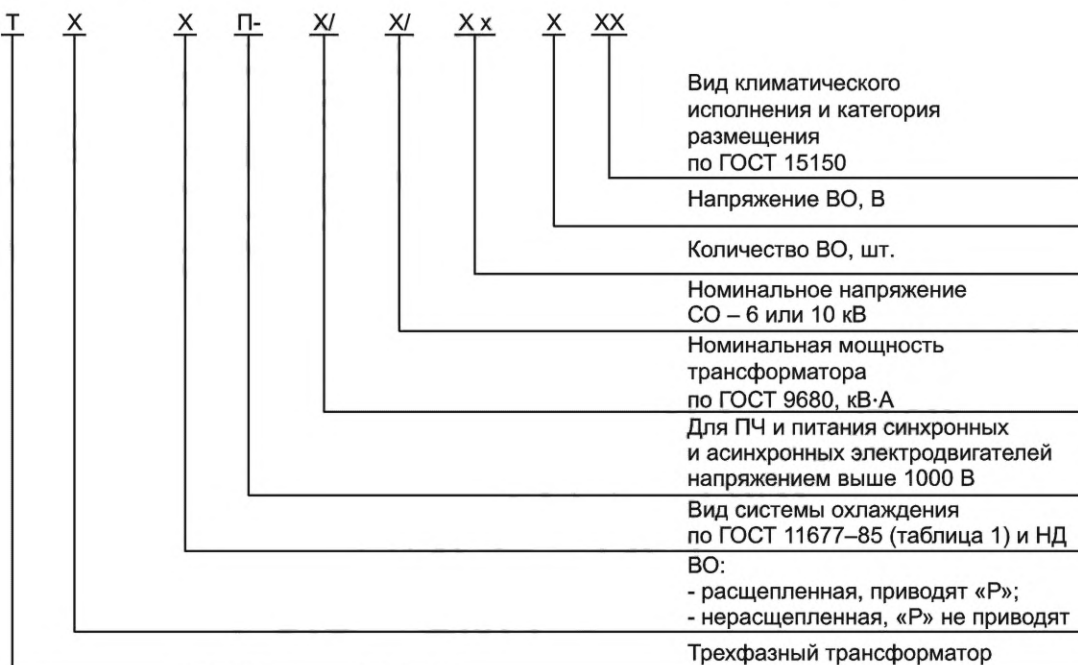 Т Х Х П- Х/ Х/ Х х Х ХХ
Вид климатического
исполнения и категория
размещения
по ГОСТ 15150
Напряжение ВО, В
Количество ВО, шт.
Номинальное напряжение
СО – 6 или 10 кВ
Номинальная мощность
трансформатора
по ГОСТ 9680, кВ·А
Для ПЧ и питания синхронных
и асинхронных электродвигателей
напряжением выше 1000 В
Вид системы охлаждения
по ГОСТ 11677–85 (таблица 1) и НД
ВО:
- расщепленная, приводят «Р»;
- нерасщепленная, «Р» не приводят
Трехфазный трансформатор